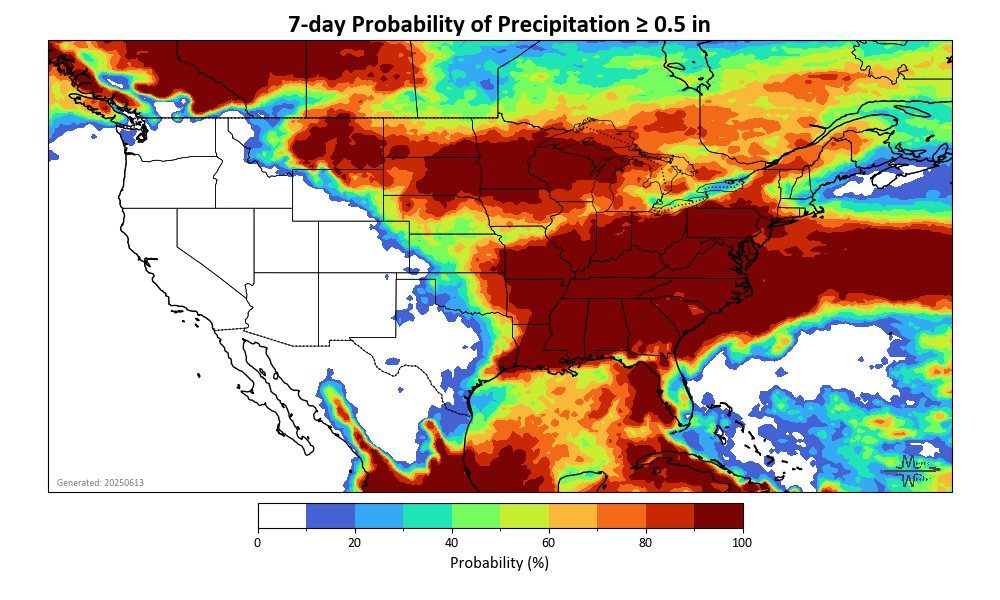 7-day Probability of Precipitation ≥ 0.5 in
Generated: 20250613
0 20 40 60 80 100
Probability (%)